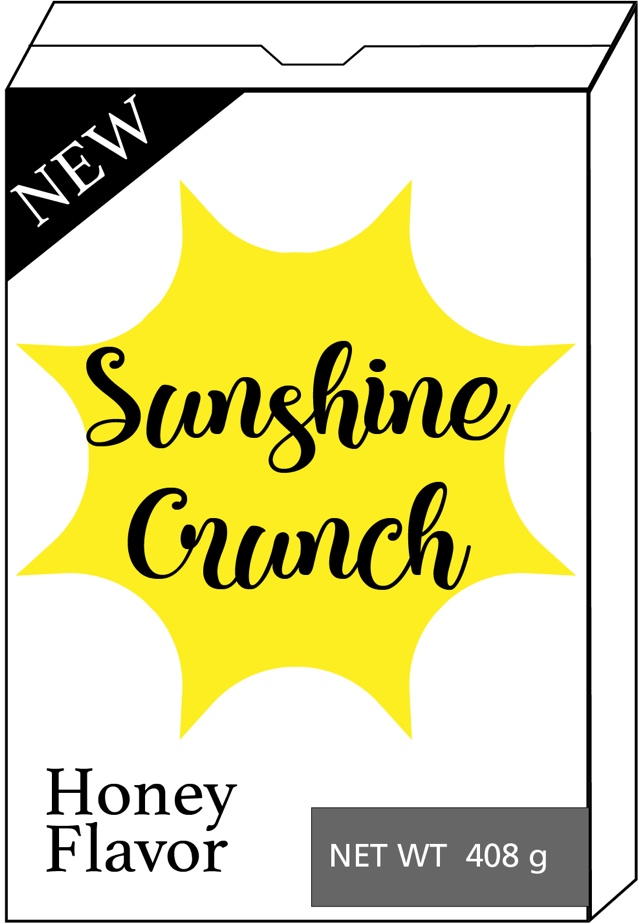 NEW
Sunshine
Crunch
Honey
Flavor
NET WT 408 g